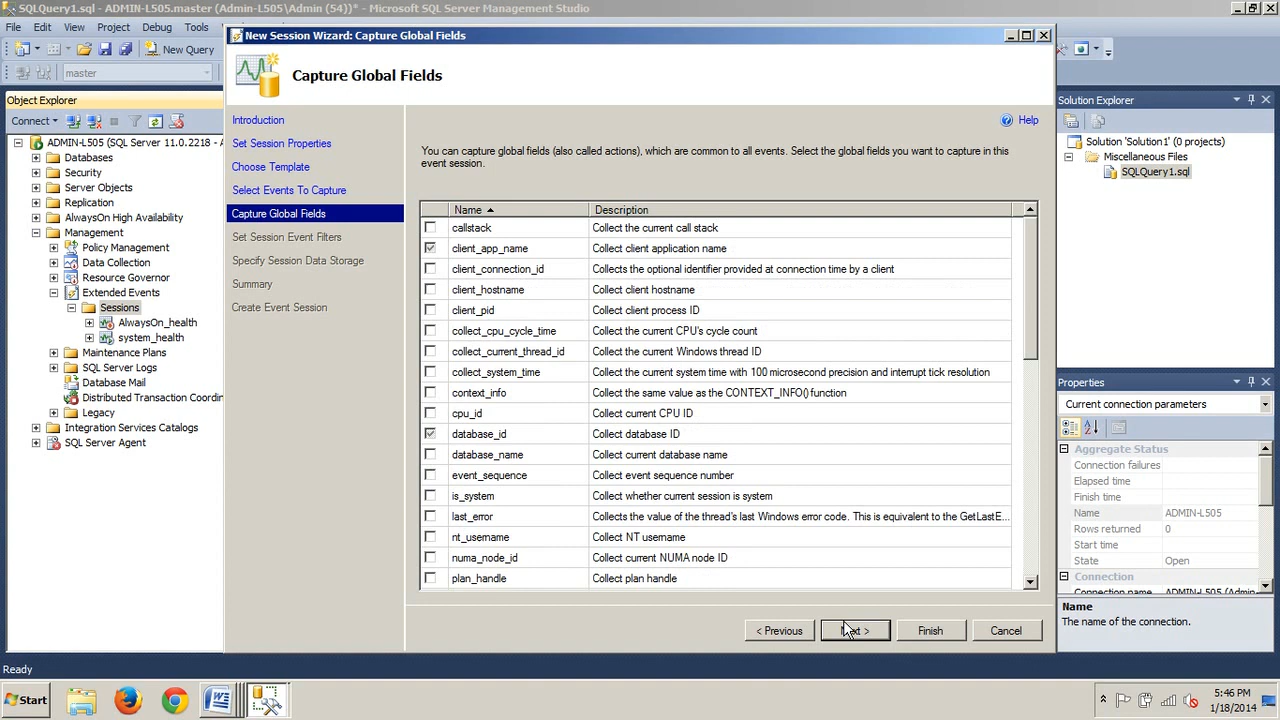 SQLQuery1.sql - Admin-L505.master (Admin-L505\Admin (54))* - Microsoft SQL Server Management Studio
File Edit View Project Debug Tools
New Query
master
Object Explorer
Connect
ADMIN-L505 (SQL Server 11.0.2218 - A
Databases
Security
Server Objects
Replication
AlwaysOn High Availability
Management
Policy Management
Data Collection
Resource Governor
Extended Events
Sessions
AlwaysOn_health
system_health
Maintenance Plans
SQL Server Logs
Database Mail
Distributed Transaction Coordin
Legacy
Integration Services Catalogs
SQL Server Agent
New Session Wizard: Capture Global Fields
Capture Global Fields
Introduction
Set Session Properties
Choose Template
Select Events To Capture
Capture Global Fields
Set Session Event Filters
Specify Session Data Storage
Summary
Create Event Session
Help
You can capture global fields (also called actions), which are common to all events. Select the global fields you want to capture in this
event session.
Name Description
callstack Collect the current call stack
client_app_name Collect client application name
client_connection_id Collects the optional identifier provided at connection time by a client
client_hostname Collect client hostname
client_pid Collect client process ID
collect_cpu_cycle_time Collect the current CPU's cycle count
collect_current_thread_id Collect the current Windows thread ID
collect_system_time Collect the current system time with 100 microsecond precision and interrupt tick resolution
context_info Collect the same value as the CONTEXT_INFO() function
cpu_id Collect current CPU ID
database_id Collect database ID
database_name Collect current database name
event_sequence Collect event sequence number
is_system Collect whether current session is system
last_error Collects the value of the thread's last Windows error code. This is equivalent to the GetLastE...
nt_username Collect NT username
numa_node_id Collect current NUMA node ID
plan_handle Collect plan handle
< Previous Next > Finish Cancel
Solution Explorer
Solution 'Solution1' (0 projects)
Miscellaneous Files
SQLQuery1.sql
Properties
Current connection parameters
Aggregate Status
Connection failures
Elapsed time
Finish time
Name ADMIN-L505
Rows returned 0
Start time
State Open
Connection
Connection name ADMIN-L505 (Admin
Name
The name of the connection.
Ready
Start
5:46 PM
1/18/2014